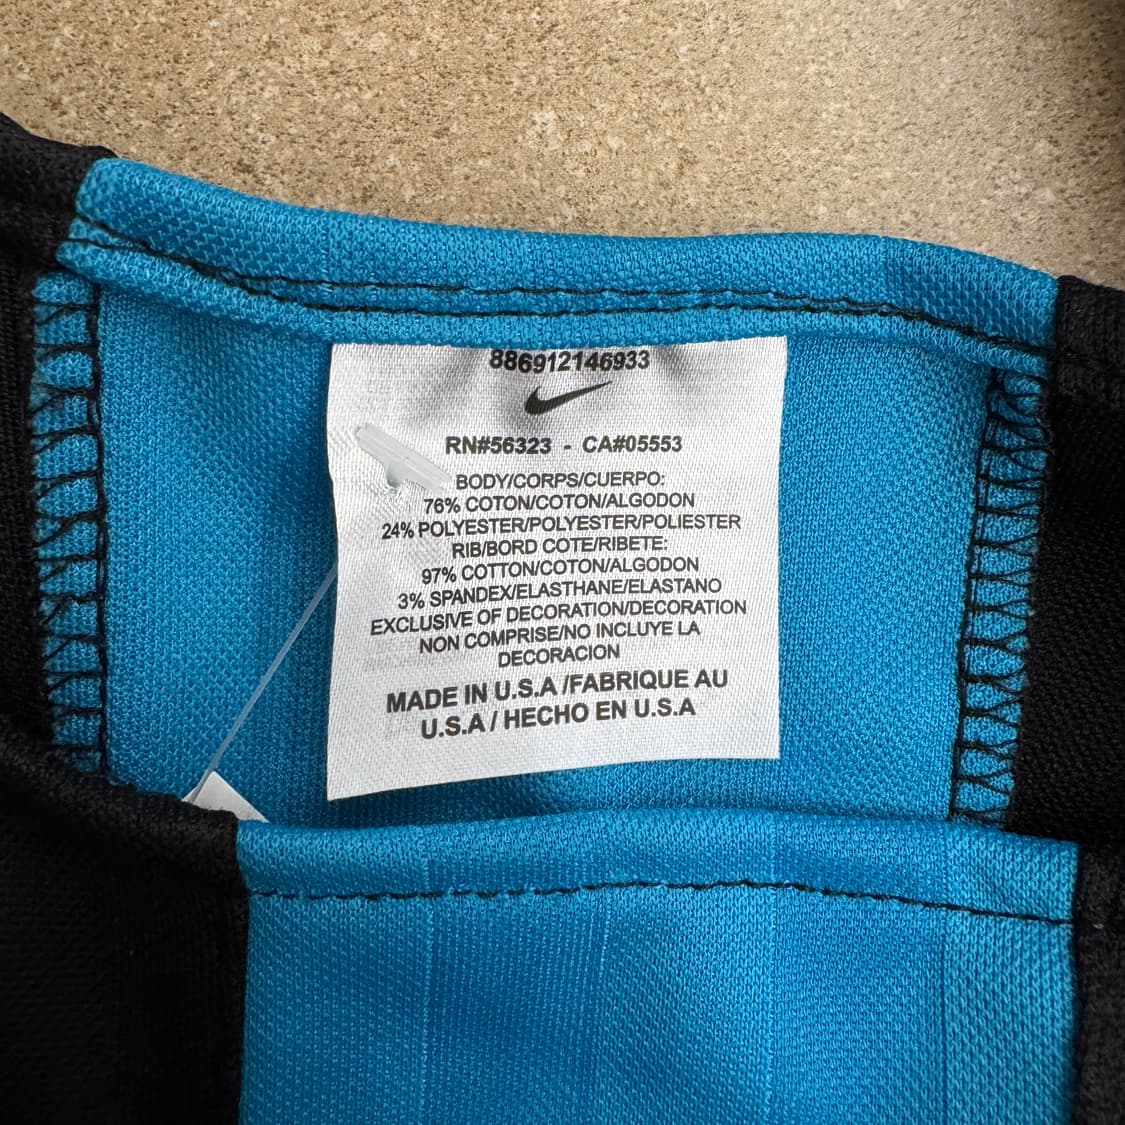 886912146933
RN#56323 - CA#05553
BODY/CORPS/CUERPO:
76% COTON/COTON/ALGODON
24% POLYESTER/POLYESTER/POLIESTER
RIB/BORD COTE/RIBETE:
97% COTTON/COTON/ALGODON
3% SPANDEX/ELASTHANE/ELASTANO
EXCLUSIVE OF DECORATION/DECORATION
NON COMPRISE/NO INCLUYE LA
DECORACION
MADE IN U.S.A /FABRIQUE AU
U.S.A / HECHO EN U.S.A